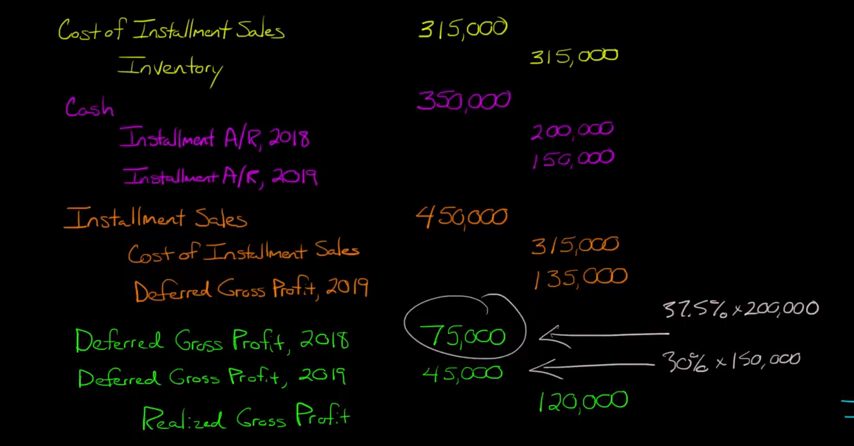 Cost of Installment Sales 315,000
Inventory 315,000
Cash 350,000
Installment A/R, 2018 200,000
Installment A/R, 2019 150,000
Installment Sales 450,000
Cost of Installment Sales 315,000
Deferred Gross Profit, 2019 135,000
37.5% x 200,000
Deferred Gross Profit, 2018 75,000
30% x 150,000
Deferred Gross Profit, 2019 45,000
Realized Gross Profit 120,000